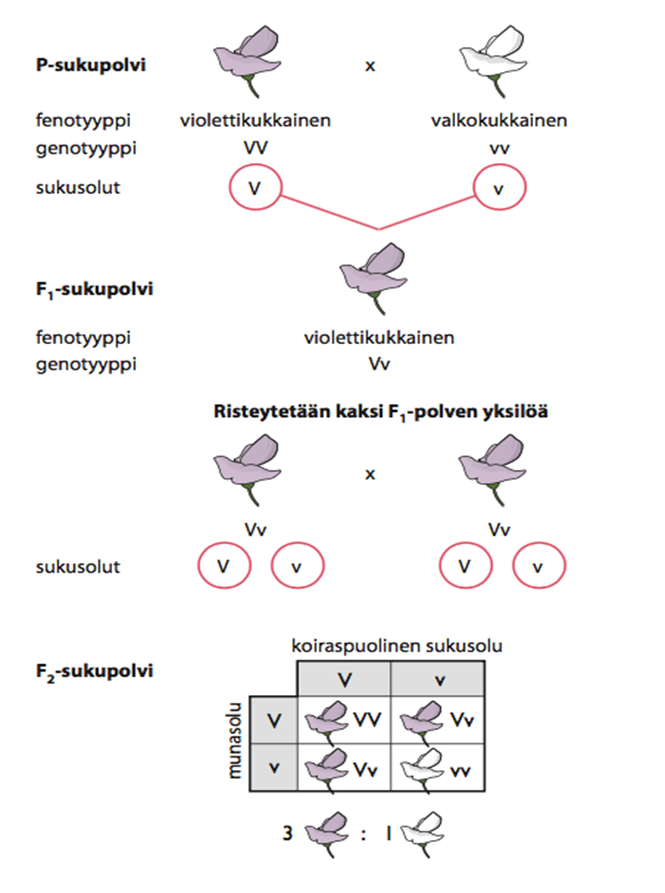 P-sukupolvi x
fenotyyppi violettikukkainen valkokukkainen
genotyyppi VV vv
sukusolut V v
F₁-sukupolvi
fenotyyppi violettikukkainen
genotyyppi Vv
Risteytetään kaksi F₁-polven yksilöä
x
Vv Vv
sukusolut V v V v
koiraspuolinen sukusolu
F₂-sukupolvi
V v
munasolu
V VV Vv
v Vv vv
3 : 1